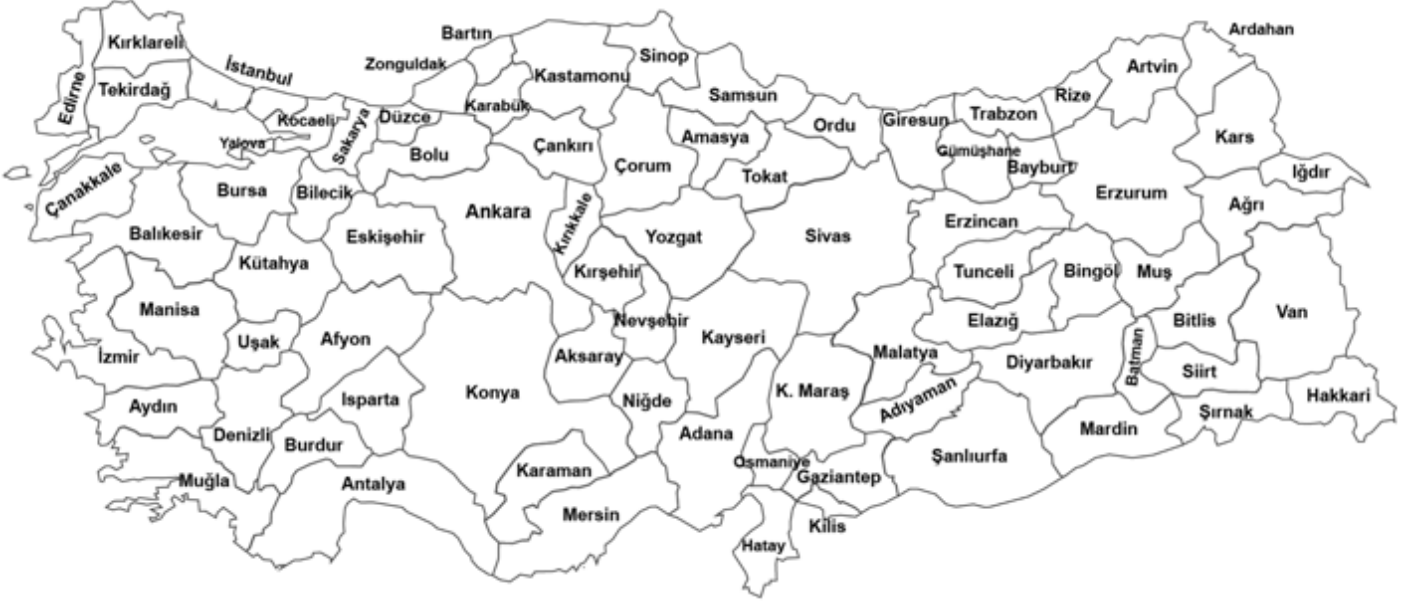 Bartın
Ardahan
Kırklareli
Sinop
Zonguldak
İstanbul
Artvin
Kastamonu
Edirne
Tekirdağ
Samsun
Rize
Karabük
Trabzon
Düzce
Kocaeli
Giresun
Ordu
Sakarya
Amasya
Kars
Yalova
Çankırı
Gümüşhane
Bolu
Çorum
Bayburt
Çanakkale
Tokat
Iğdır
Bursa
Bilecik
Erzurum
Ağrı
Ankara
Kırıkkale
Erzincan
Balıkesir
Eskişehir
Yozgat
Sivas
Kütahya
Kırşehir
Tunceli
Bingöl
Muş
Manisa
Nevşehir
Elazığ
Bitlis
Van
Uşak
Afyon
Kayseri
İzmir
Aksaray
Malatya
Diyarbakır
Batman
Siirt
Konya
K. Maraş
Isparta
Niğde
Adıyaman
Hakkari
Aydın
Şırnak
Denizli
Adana
Mardin
Burdur
Osmaniye
Şanlıurfa
Karaman
Gaziantep
Muğla
Antalya
Mersin
Kilis
Hatay